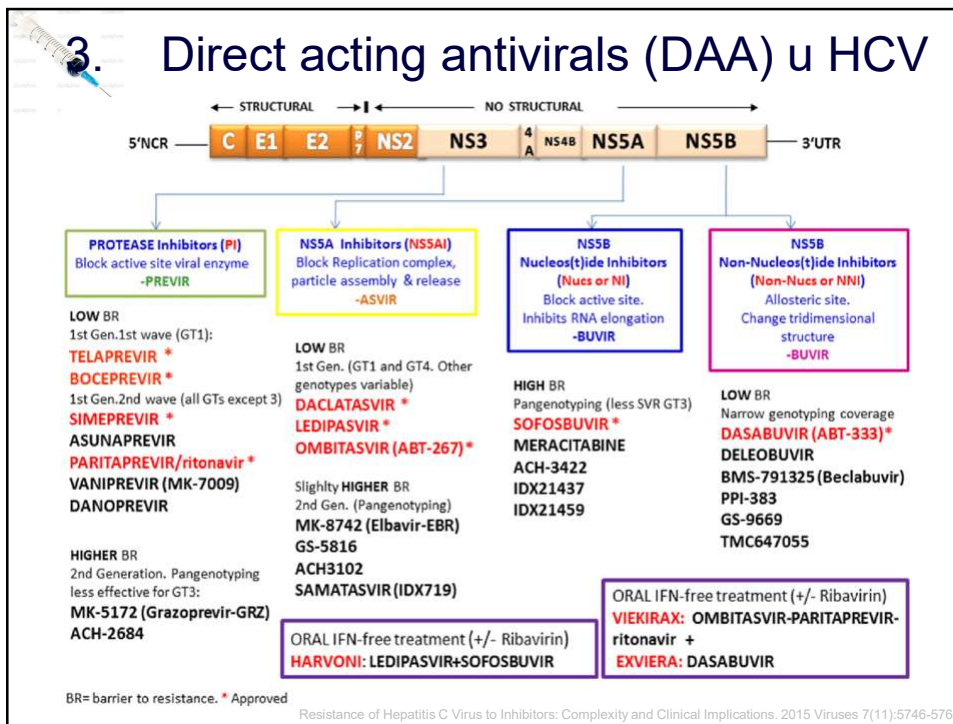 3. Direct acting antivirals (DAA) u HCV
STRUCTURAL
NO STRUCTURAL
5'NCR
C
E1
E2
P7
NS2
NS3
4A
NS4B
NS5A
NS5B
3'UTR
PROTEASE Inhibitors (PI)
Block active site viral enzyme
-PREVIR
LOW BR
1st Gen.1st wave (GT1):
TELAPREVIR *
BOCEPREVIR *
1st Gen.2nd wave (all GTs except 3)
SIMEPREVIR *
ASUNAPREVIR
PARITAPREVIR/ritonavir *
VANIPREVIR (MK-7009)
DANOPREVIR
HIGHER BR
2nd Generation. Pangenotyping
less effective for GT3:
MK-5172 (Grazoprevir-GRZ)
ACH-2684
NS5A Inhibitors (NS5AI)
Block Replication complex,
particle assembly & release
-ASVIR
LOW BR
1st Gen. (GT1 and GT4. Other
genotypes variable)
DACLATASVIR *
LEDIPASVIR *
OMBITASVIR (ABT-267) *
Slighlty HIGHER BR
2nd Gen. (Pangenotyping)
MK-8742 (Elbavir-EBR)
GS-5816
ACH3102
SAMATASVIR (IDX719)
NS5B
Nucleos(t)ide Inhibitors
(Nucs or NI)
Block active site.
Inhibits RNA elongation
-BUVIR
HIGH BR
Pangenotyping (less SVR GT3)
SOFOSBUVIR *
MERACITABINE
ACH-3422
IDX21437
IDX21459
NS5B
Non-Nucleos(t)ide Inhibitors
(Non-Nucs or NNI)
Allosteric site.
Change tridimensional
structure
-BUVIR
LOW BR
Narrow genotyping coverage
DASABUVIR (ABT-333) *
DELEOBUVIR
BMS-791325 (Beclabuvir)
PPI-383
GS-9669
TMC647055
ORAL IFN-free treatment (+/- Ribavirin)
HARVONI: LEDIPASVIR+SOFOSBUVIR
ORAL IFN-free treatment (+/- Ribavirin)
VIEKIRAX: OMBITASVIR-PARITAPREVIR-
ritonavir +
EXVIERA: DASABUVIR
BR= barrier to resistance. * Approved
Resistance of Hepatitis C Virus to Inhibitors: Complexity and Clinical Implications. 2015 Viruses 7(11):5746-576